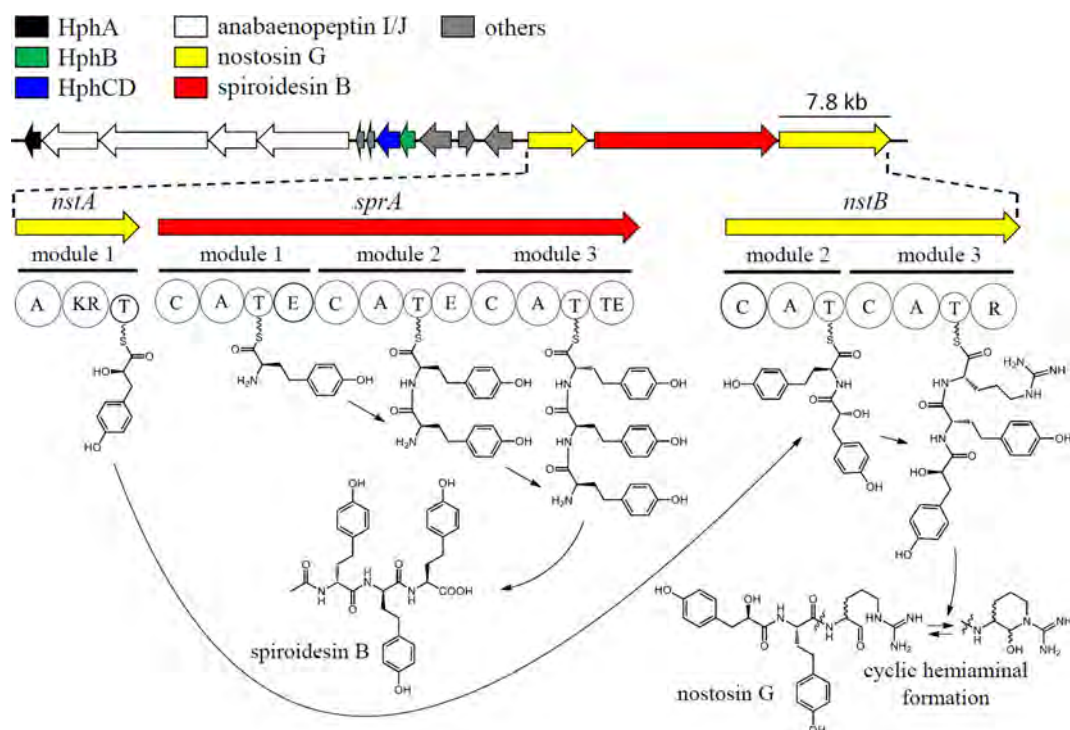 HphA
anabaenopeptin I/J
others
HphB
nostosin G
HphCD
spiroidesin B
7.8 kb
nstA
sprA
nstB
module 1
module 1
module 2
module 3
module 2
module 3
A KR T
C A T E C A T E C A T TE
C A T C A T R
S
S
S
S
S
S
O
HO
HO
O
H2N
OH
O
HN
O
H2N
OH
OH
O
HN
O
NH
O
H2N
OH
OH
OH
O
HO
NH
O
OH
OH
O
H2N
NH
NH
HN
O
OH
NH
O
HO
HO
OH
OH
O
N
H
O
H
N
O
N
H
COOH
OH
spiroidesin B
HO
OH
O
H
N
O
N
H
O
H
N
NH
NH2
OH
nostosin G
N
H
N
OH
NH
NH2
cyclic hemiaminal
formation